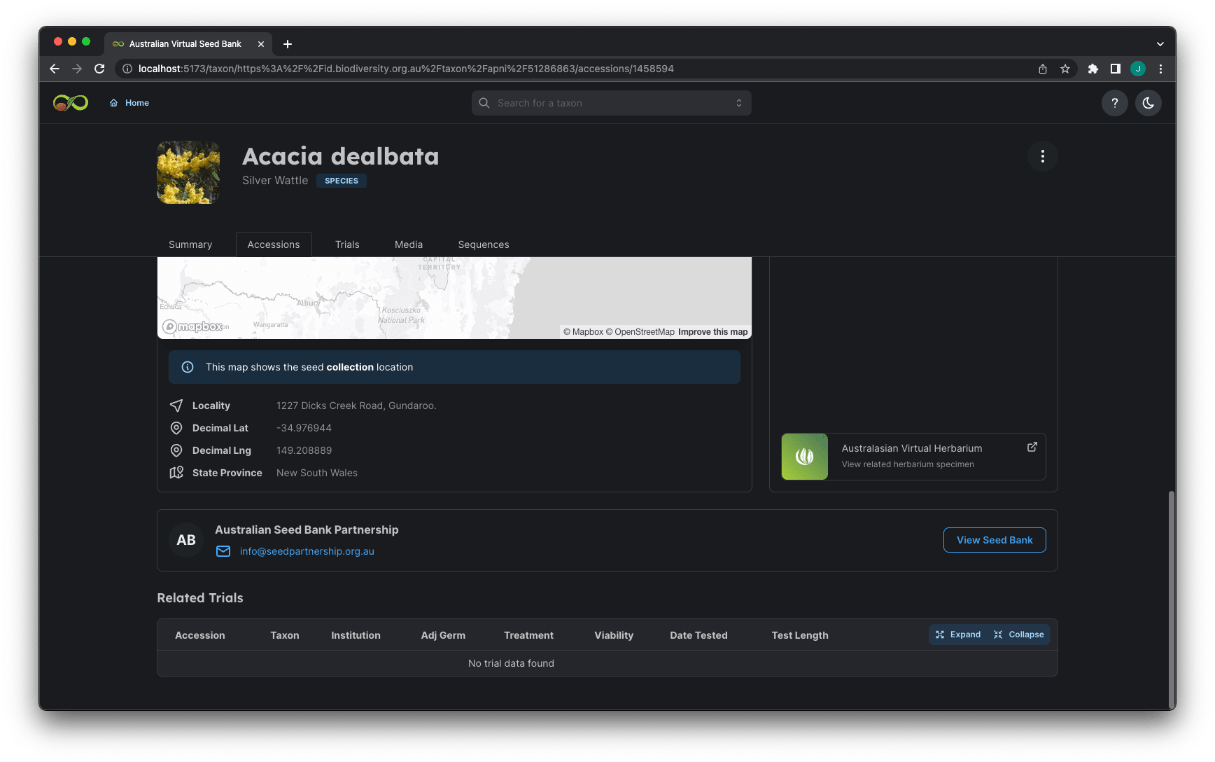 Australian Virtual Seed Bank
localhost:5173/taxon/https%3A%2F%2Fid.biodiversity.org.au%2Ftaxon%2Fapni%2F51286863/accessions/1458594
J
Home
Search for a taxon
?
Acacia dealbata
Silver Wattle SPECIES
Summary Accessions Trials Media Sequences
CAPITAL
TERRITORY
Albury
Kosciuszko
National Park
Wangaratta
mapbox
© Mapbox © OpenStreetMap Improve this map
This map shows the seed collection location
Locality 1227 Dicks Creek Road, Gundaroo.
Decimal Lat -34.976944
Decimal Lng 149.208889
State Province New South Wales
Australasian Virtual Herbarium
View related herbarium specimen
AB
Australian Seed Bank Partnership
info@seedpartnership.org.au
View Seed Bank
Related Trials
Accession Taxon Institution Adj Germ Treatment Viability Date Tested Test Length Expand Collapse
No trial data found